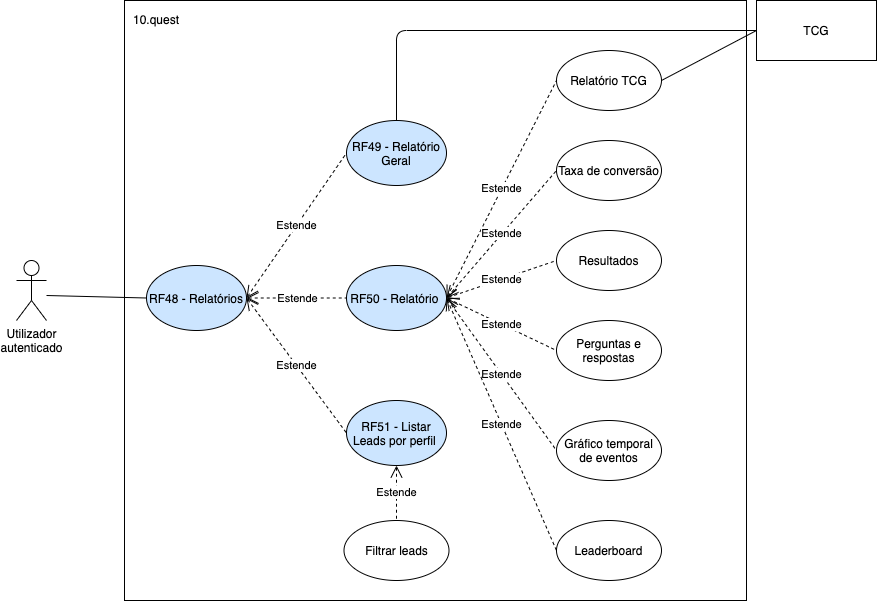 10.quest
TCG
Relatório TCG
RF49 - Relatório
Geral
Taxa de conversão
Estende
Estende
Estende
Resultados
Estende
RF48 - Relatórios
Estende
RF50 - Relatório
Estende
Utilizador
autenticado
Perguntas e
respostas
Estende
Estende
Estende
RF51 - Listar
Leads por perfil
Gráfico temporal
de eventos
Estende
Filtrar leads
Leaderboard